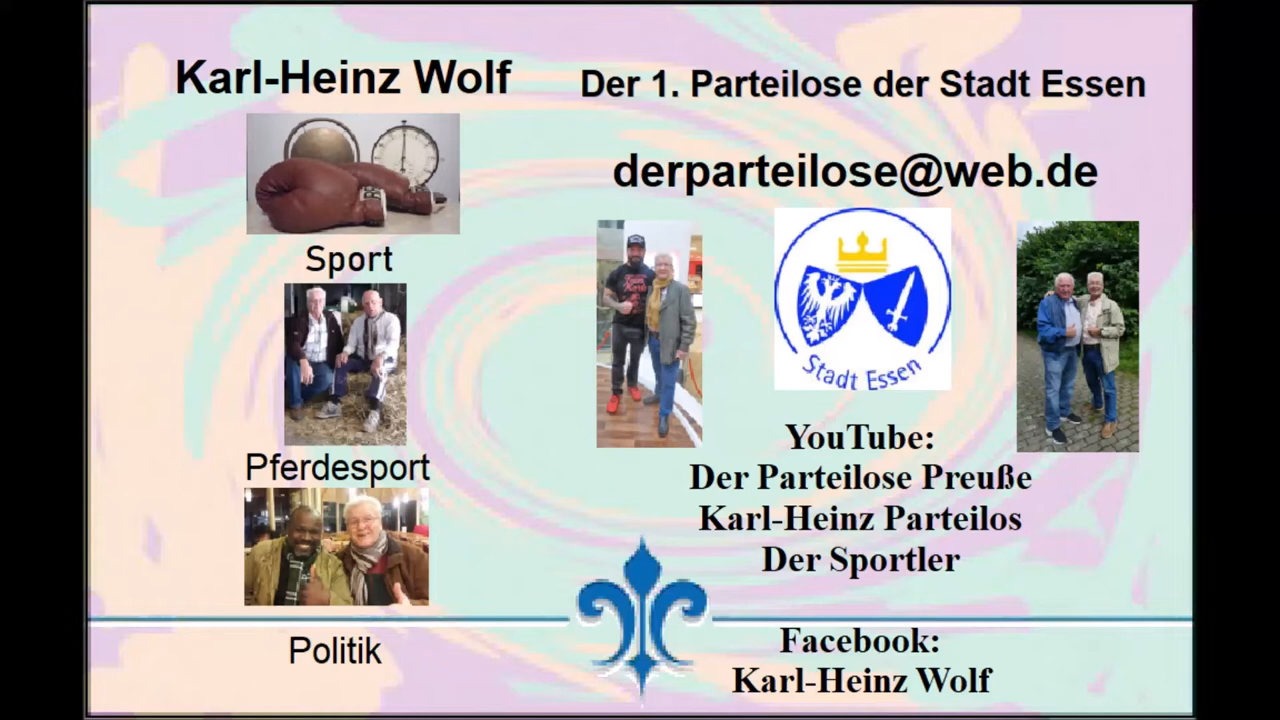 Karl-Heinz Wolf
Der 1. Parteilose der Stadt Essen
derparteilose@web.de
Sport
Pferdesport
Politik
Stadt Essen
YouTube:
Der Parteilose Preuße
Karl-Heinz Parteilos
Der Sportler
Facebook:
Karl-Heinz Wolf